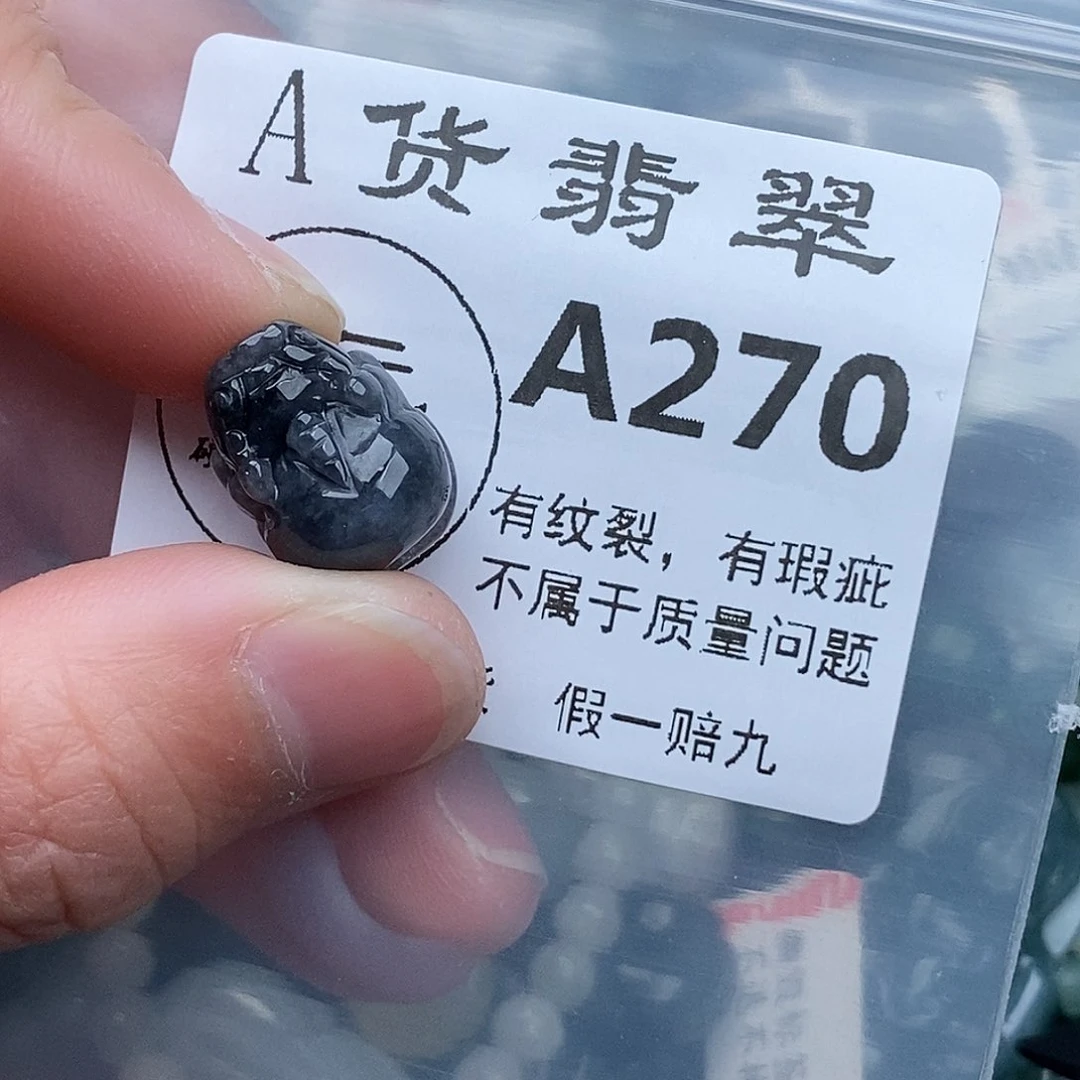 A货翡翠
A270
有纹裂，有瑕疵
不属于质量问题
假一赔九